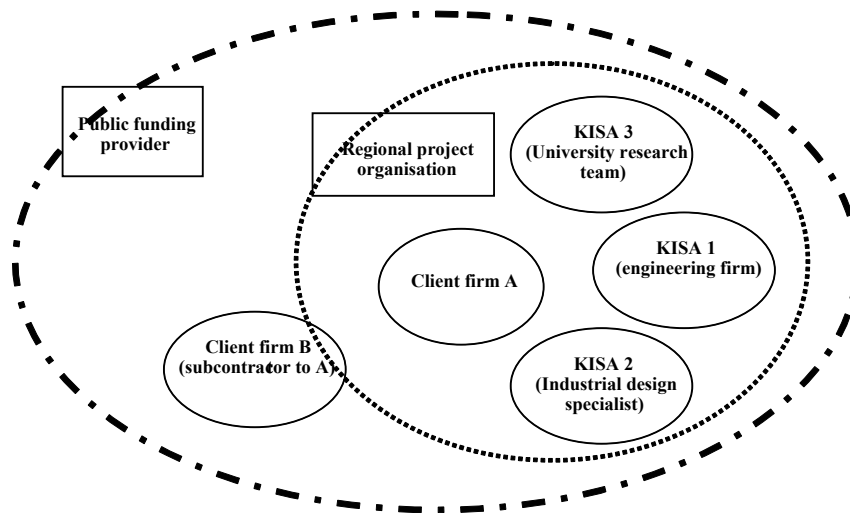 Public funding
provider
Regional project
organisation
KISA 3
(University research
team)
KISA 1
(engineering firm)
Client firm A
Client firm B
(subcontractor to A)
KISA 2
(Industrial design
specialist)